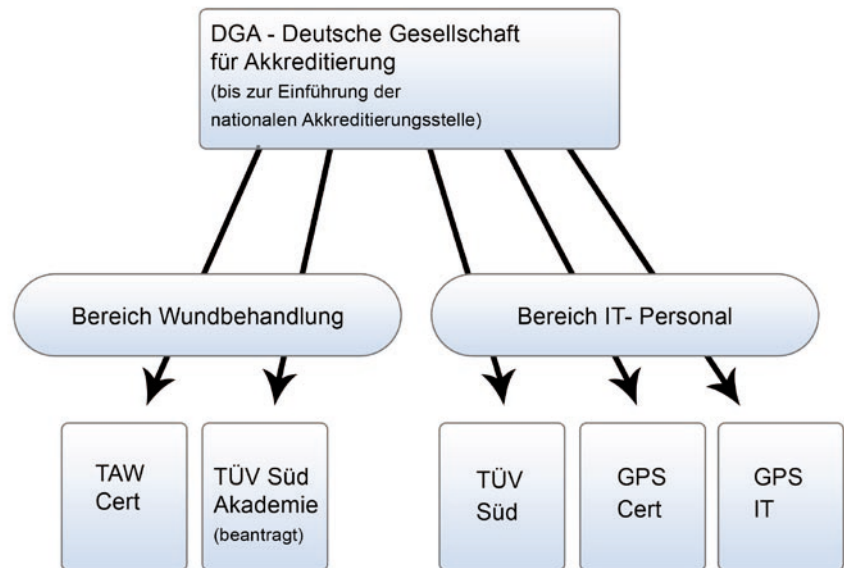 DGA - Deutsche Gesellschaft
für Akkreditierung
(bis zur Einführung der
nationalen Akkreditierungsstelle)
Bereich Wundbehandlung
Bereich IT- Personal
TAW
Cert
TÜV Süd
Akademie
(beantragt)
TÜV
Süd
GPS
Cert
GPS
IT